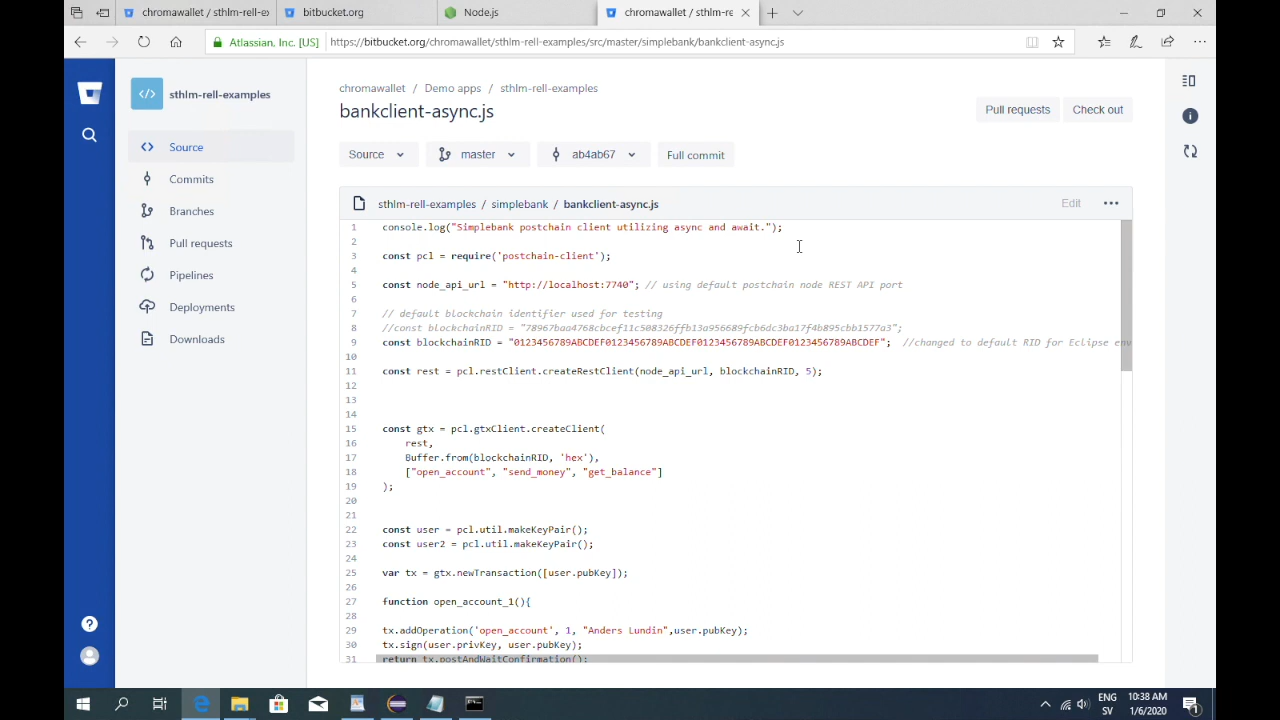 chromawallet / sthlm-rell-ex
bitbucket.org
Node.js
chromawallet / sthlm-re
Atlassian, Inc. [US]
https://bitbucket.org/chromawallet/sthlm-rell-examples/src/master/simplebank/bankclient-async.js
sthlm-rell-examples
Source
Commits
Branches
Pull requests
Pipelines
Deployments
Downloads
chromawallet / Demo apps / sthlm-rell-examples
bankclient-async.js
Pull requests
Check out
Source
master
ab4ab67
Full commit
sthlm-rell-examples / simplebank / bankclient-async.js
Edit
1 console.log("Simplebank postchain client utilizing async and await.");
2
3 const pcl = require('postchain-client');
4
5 const node_api_url = "http://localhost:7740"; // using default postchain node REST API port
6
7 // default blockchain identifier used for testing
8 //const blockchainRID = "78967baa4768cbcef11c508326ffb13a956689fcb6dc3ba17f4b895cbb1577a3";
9 const blockchainRID = "0123456789ABCDEF0123456789ABCDEF0123456789ABCDEF0123456789ABCDEF"; //changed to default RID for Eclipse env
10
11 const rest = pcl.restClient.createRestClient(node_api_url, blockchainRID, 5);
12
13
14
15 const gtx = pcl.gtxClient.createClient(
16 rest,
17 Buffer.from(blockchainRID, 'hex'),
18 ["open_account", "send_money", "get_balance"]
19 );
20
21
22 const user = pcl.util.makeKeyPair();
23 const user2 = pcl.util.makeKeyPair();
24
25 var tx = gtx.newTransaction([user.pubKey]);
26
27 function open_account_1(){
28
29 tx.addOperation('open_account', 1, "Anders Lundin",user.pubKey);
30 tx.sign(user.privKey, user.pubKey);
31 return tx.postAndWaitConfirmation();
ENG
SV
10:38 AM
1/6/2020
1